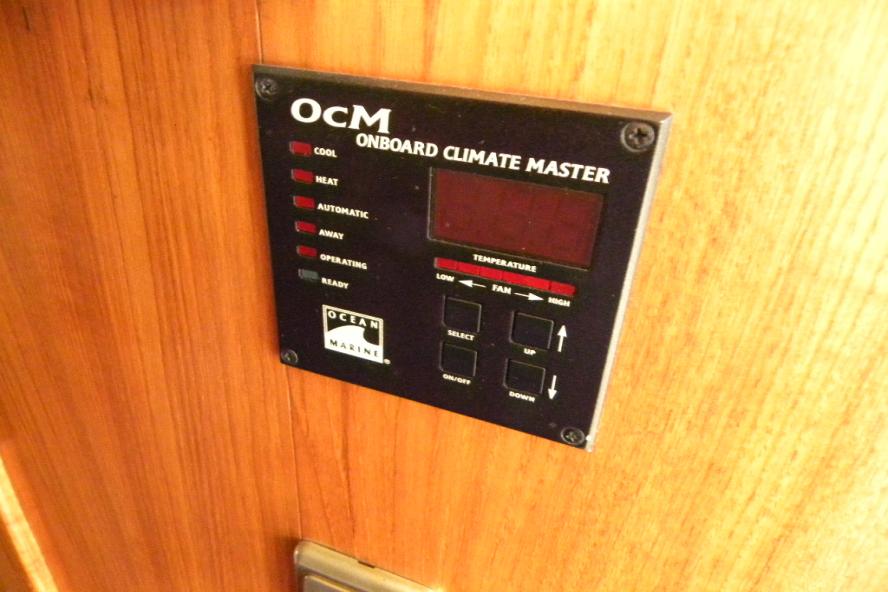 OcM
ONBOARD CLIMATE MASTER
COOL
HEAT
AUTOMATIC
AWAY
OPERATING
READY
TEMPERATURE
LOW FAN HIGH
SELECT
UP
ON/OFF
DOWN
OCEAN
MARINE
®